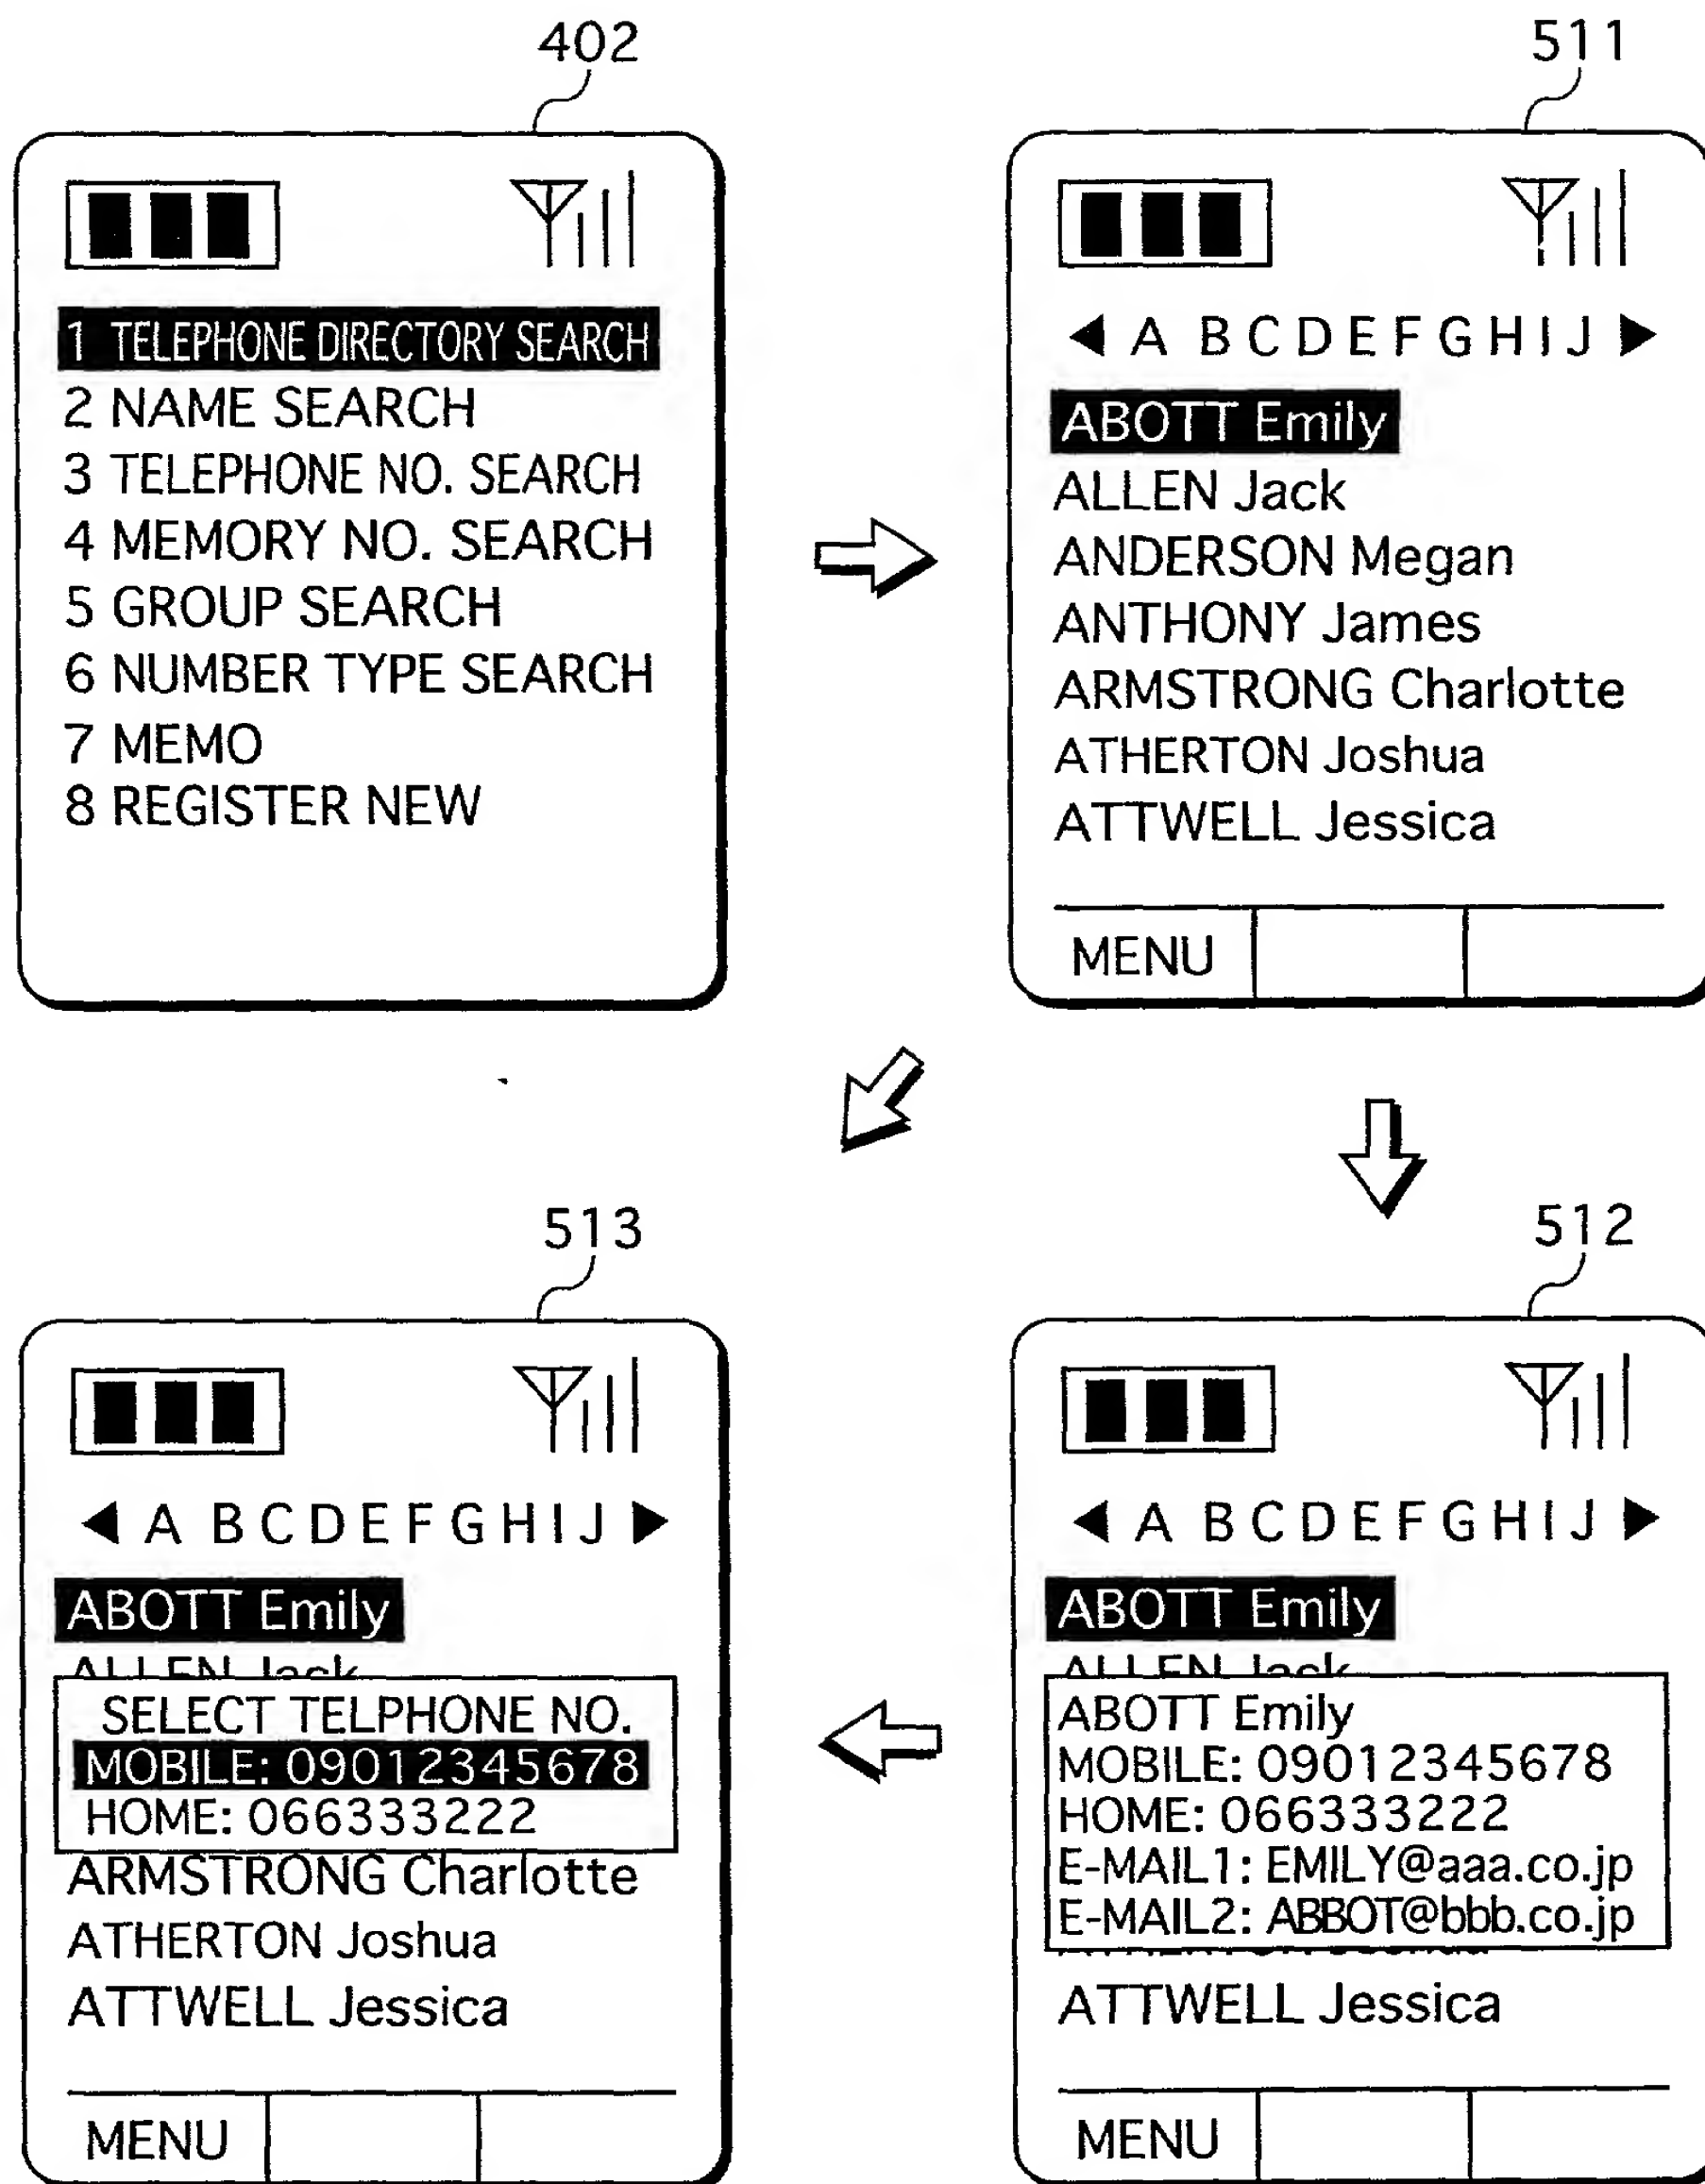 402
1 TELEPHONE DIRECTORY SEARCH
2 NAME SEARCH
3 TELEPHONE NO. SEARCH
4 MEMORY NO. SEARCH
5 GROUP SEARCH
6 NUMBER TYPE SEARCH
7 MEMO
8 REGISTER NEW
511
◀ A B C D E F G H I J ▶
ABOTT Emily
ALLEN Jack
ANDERSON Megan
ANTHONY James
ARMSTRONG Charlotte
ATHERTON Joshua
ATTWELL Jessica
MENU
513
◀ A B C D E F G H I J ▶
ABOTT Emily
ALLEN Jack
SELECT TELPHONE NO.
MOBILE: 09012345678
HOME: 066333222
ARMSTRONG Charlotte
ATHERTON Joshua
ATTWELL Jessica
MENU
512
◀ A B C D E F G H I J ▶
ABOTT Emily
ALLEN Jack
ABOTT Emily
MOBILE: 09012345678
HOME: 066333222
E-MAIL1: EMILY@aaa.co.jp
E-MAIL2: ABBOT@bbb.co.jp
ATTWELL Jessica
MENU